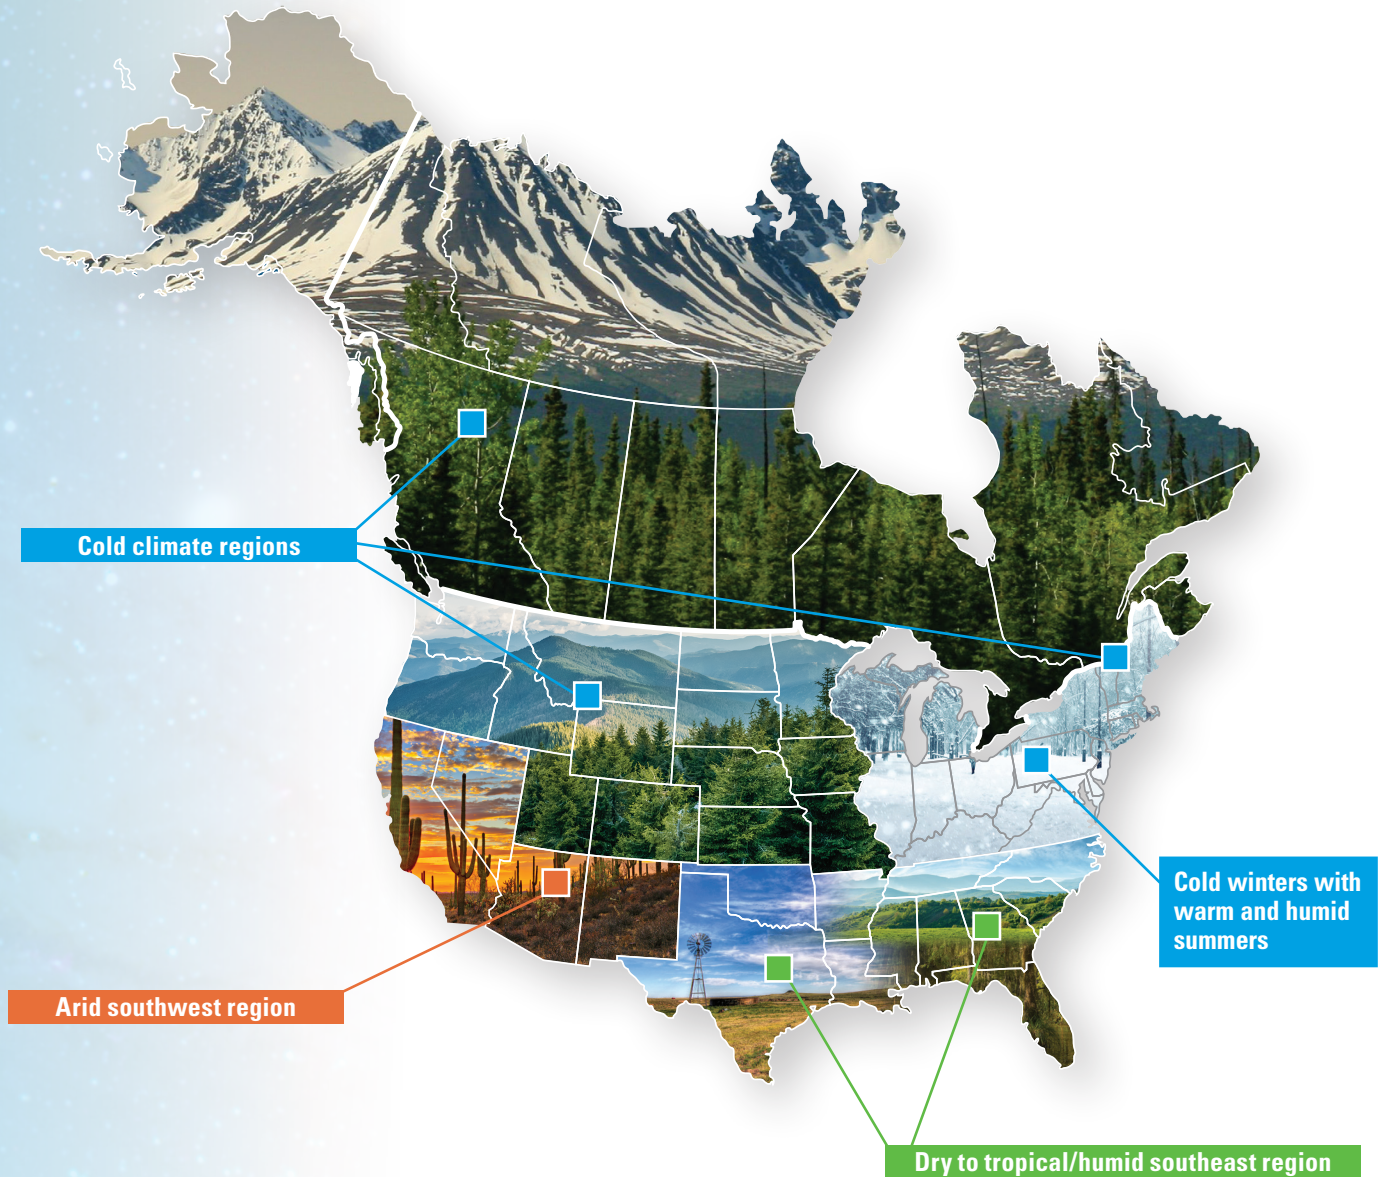 Cold climate regions
Cold winters with
warm and humid
summers
Arid southwest region
Dry to tropical/humid southeast region